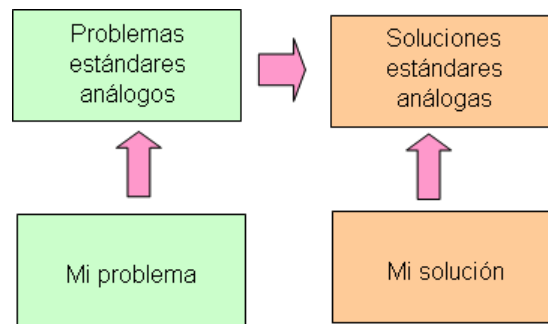 Problemas
estándares
análogos
Soluciones
estándares
análogas
Mi problema
Mi solución